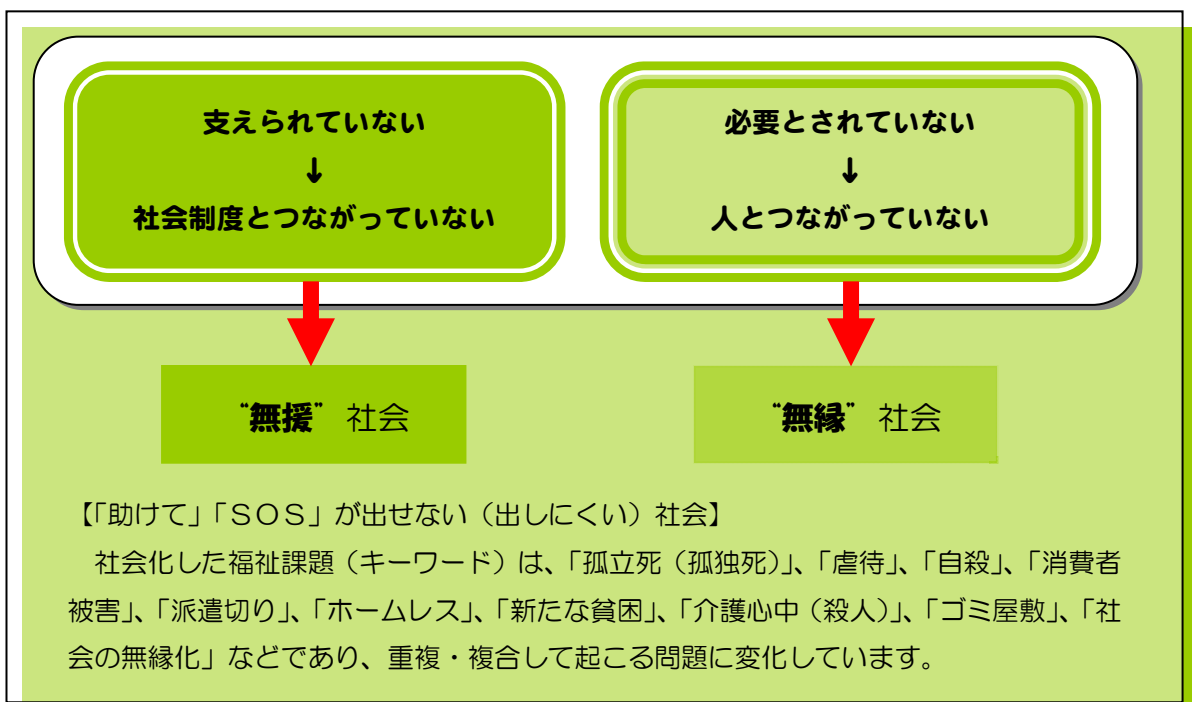 支えられていない
↓
社会制度とつながっていない
必要とされていない
↓
人とつながっていない
“無援” 社会
“無縁” 社会
【「助けて」「ＳＯＳ」が出せない（出しにくい）社会】
　社会化した福祉課題（キーワード）は、「孤立死（孤独死）」、「虐待」、「自殺」、「消費者
被害」、「派遣切り」、「ホームレス」、「新たな貧困」、「介護心中（殺人）」、「ゴミ屋敷」、「社
会の無縁化」などであり、重複・複合して起こる問題に変化しています。